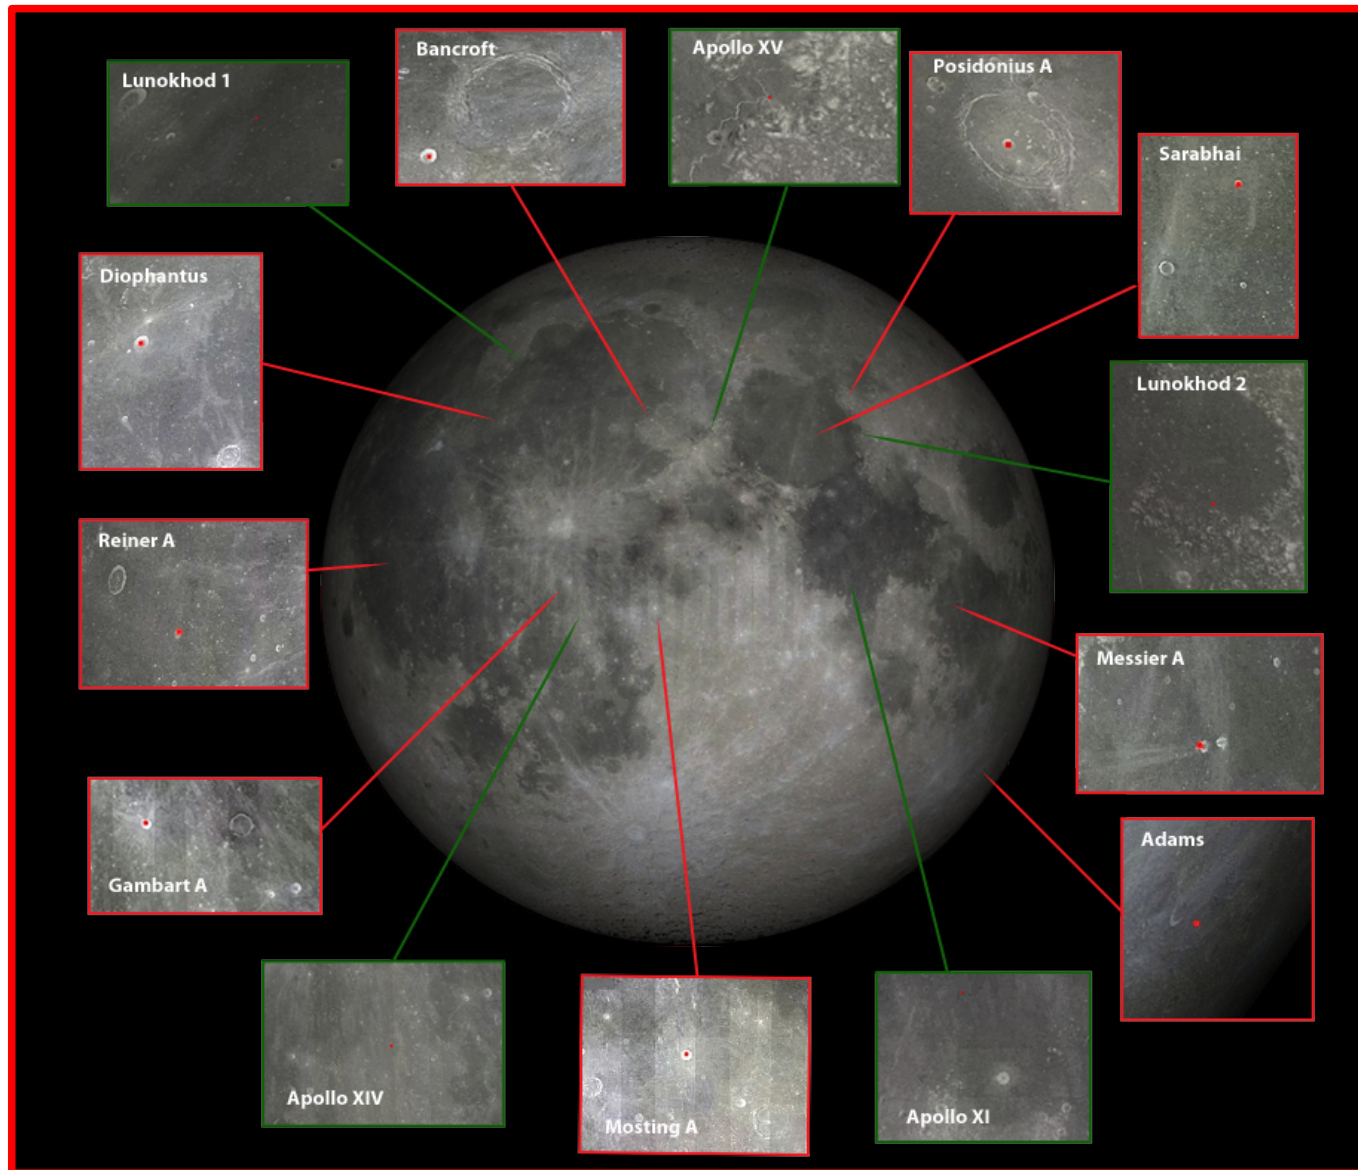 Bancroft
Apollo XV
Posidonius A
Lunokhod 1
Sarabhai
Diophantus
Lunokhod 2
Reiner A
Messier A
Adams
Gambart A
Apollo XIV
Mosting A
Apollo XI